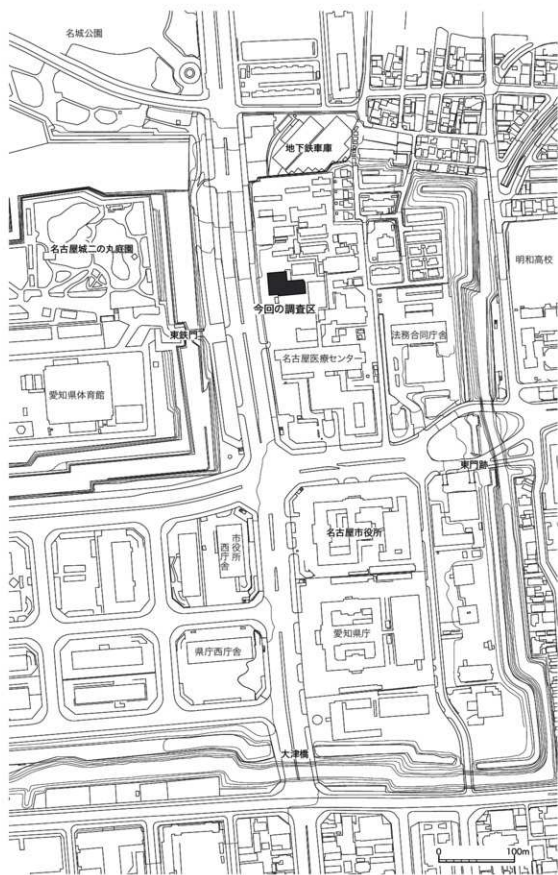 名城公園
地下鉄車庫
名古屋城二の丸庭園
明和高校
今回の調査区
東鉄門
法務合同庁舎
名古屋医療センター
愛知県体育館
東門跡
名古屋市役所
市役所
西庁舎
愛知県庁
県庁西庁舎
大津橋
0 100m